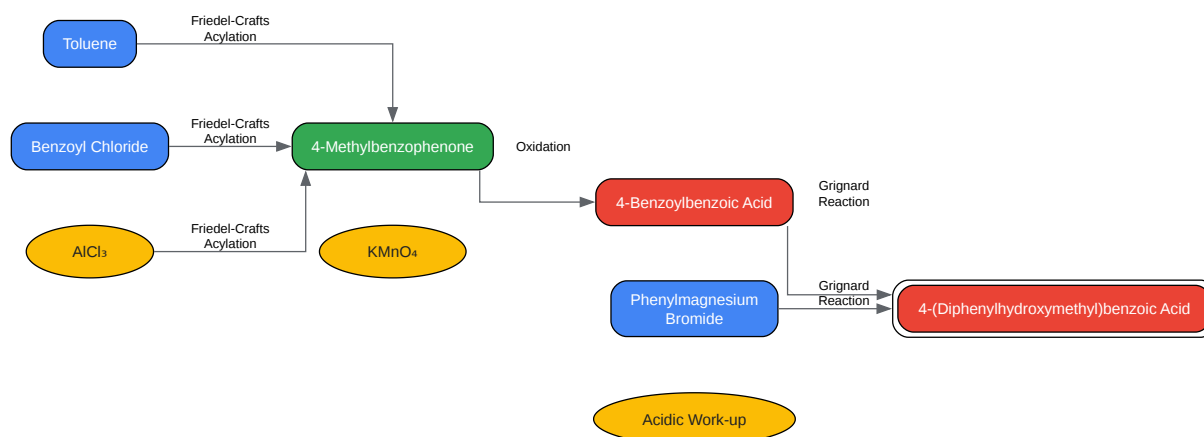 Friedel-Crafts
Acylation
Toluene
Friedel-Crafts
Acylation
Benzoyl Chloride
4-Methylbenzophenone
Oxidation
Friedel-Crafts
Acylation
AlCl₃
KMnO₄
4-Benzoylbenzoic Acid
Grignard
Reaction
Phenylmagnesium
Bromide
Grignard
Reaction
4-(Diphenylhydroxymethyl)benzoic Acid
Acidic Work-up